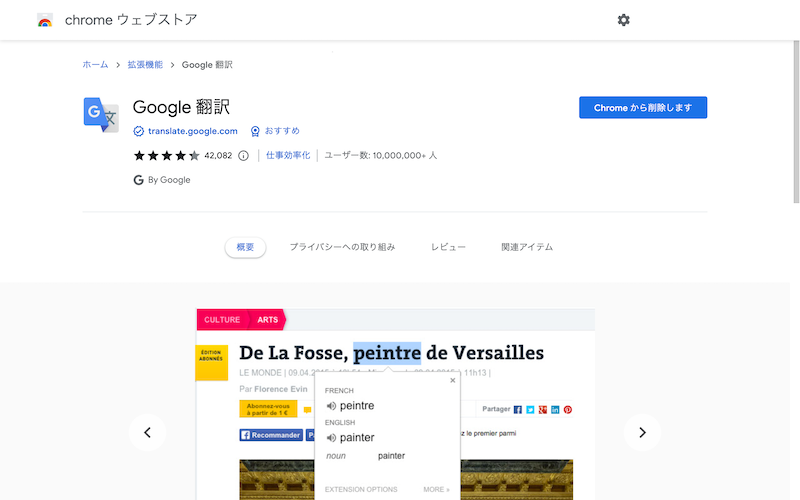 chrome ウェブストア
ホーム > 拡張機能 > Google 翻訳
Google 翻訳
Chrome から削除します
translate.google.com おすすめ
42,082 仕事効率化 ユーザー数: 10,000,000+ 人
By Google
概要 プライバシーへの取り組み レビュー 関連アイテム
CULTURE ARTS
ÉDITION
ABONNÉS
De La Fosse, peintre de Versailles
LE MONDE | 09.04.2015 11h13 |
Par Florence Evin
FRENCH
peintre
ENGLISH
painter
noun painter
EXTENSION OPTIONS MORE »
Abonnez-vous
à partir de 1 €
Partager
Recommander
z le premier parmi